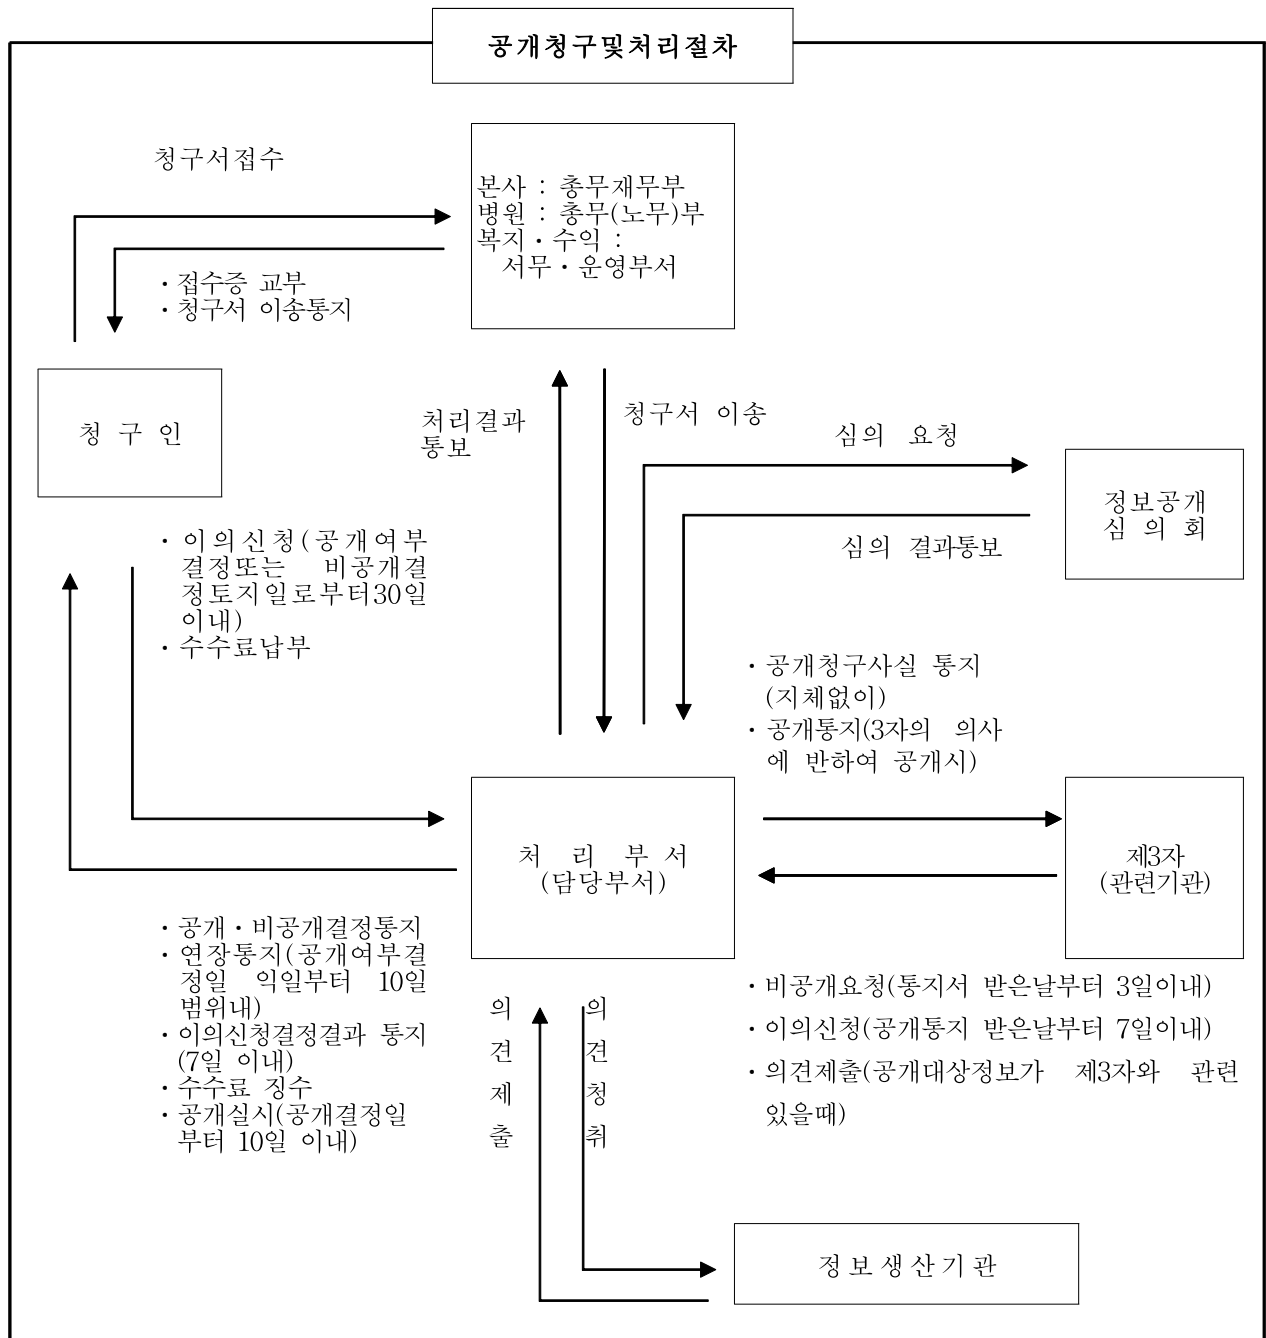 공개청구및처리절차
청구서접수
본사 : 총무재무부
병원 : 총무(노무)부
복지・수익 :
서무・운영부서
・접수증 교부
・청구서 이송통지
청 구 인
처리결과
통보
청구서 이송
심의 요청
정보공개
심 의 회
심의 결과통보
・이의신청(공개여부
결정또는 비공개결
정토지일로부터30일
이내)
・수수료납부
・공개청구사실 통지
(지체없이)
・공개통지(3자의 의사
에 반하여 공개시)
처 리 부 서
(담당부서)
제3자
(관련기관)
・공개・비공개결정통지
・연장통지(공개여부결
정일 익일부터 10일
범위내)
・이의신청결정결과 통지
(7일 이내)
・수수료 징수
・공개실시(공개결정일
부터 10일 이내)
의견제출
의견청취
・비공개요청(통지서 받은날부터 3일이내)
・이의신청(공개통지 받은날부터 7일이내)
・의견제출(공개대상정보가 제3자와 관련
있을때)
정보생산기관